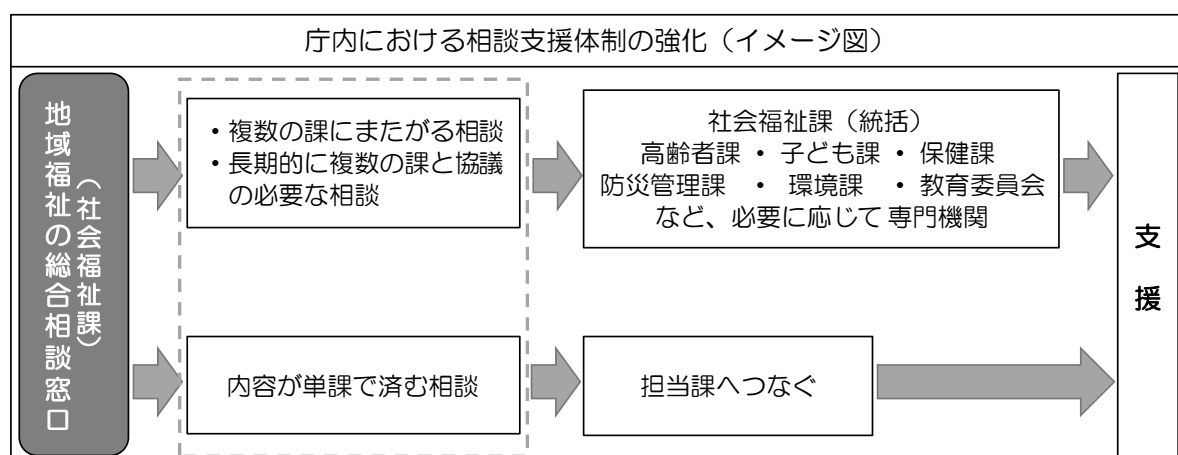 庁内における相談支援体制の強化（イメージ図）
地域福祉の総合相談窓口
（社会福祉課）
・複数の課にまたがる相談
・長期的に複数の課と協議
の必要な相談
社会福祉課（統括）
高齢者課 ・ 子ども課 ・ 保健課
防災管理課 ・ 環境課 ・ 教育委員会
など、必要に応じて 専門機関
内容が単課で済む相談
担当課へつなぐ
支援